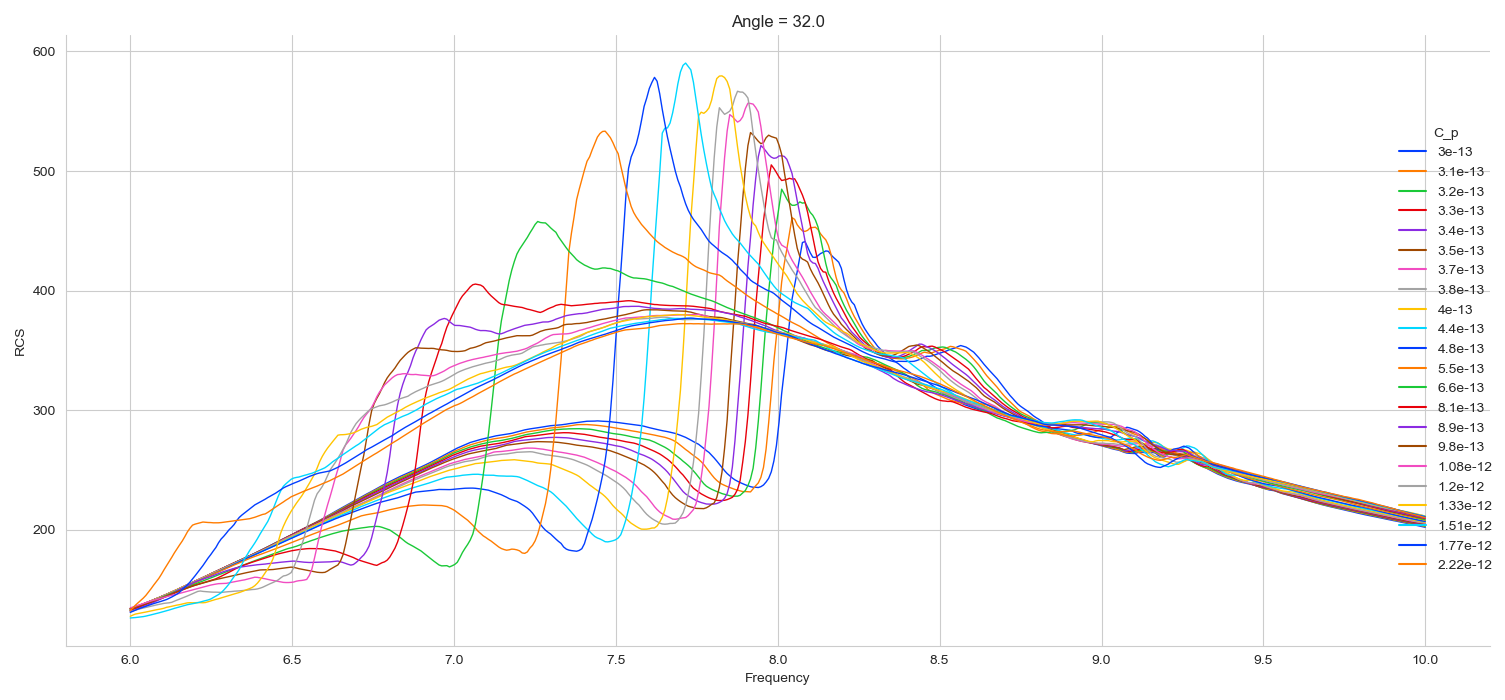 Angle = 32.0
600
500
400
300
200
RCS
6.0 6.5 7.0 7.5 8.0 8.5 9.0 9.5 10.0
Frequency
C_p
3e-13
3.1e-13
3.2e-13
3.3e-13
3.4e-13
3.5e-13
3.7e-13
3.8e-13
4e-13
4.4e-13
4.8e-13
5.5e-13
6.6e-13
8.1e-13
8.9e-13
9.8e-13
1.08e-12
1.2e-12
1.33e-12
1.51e-12
1.77e-12
2.22e-12